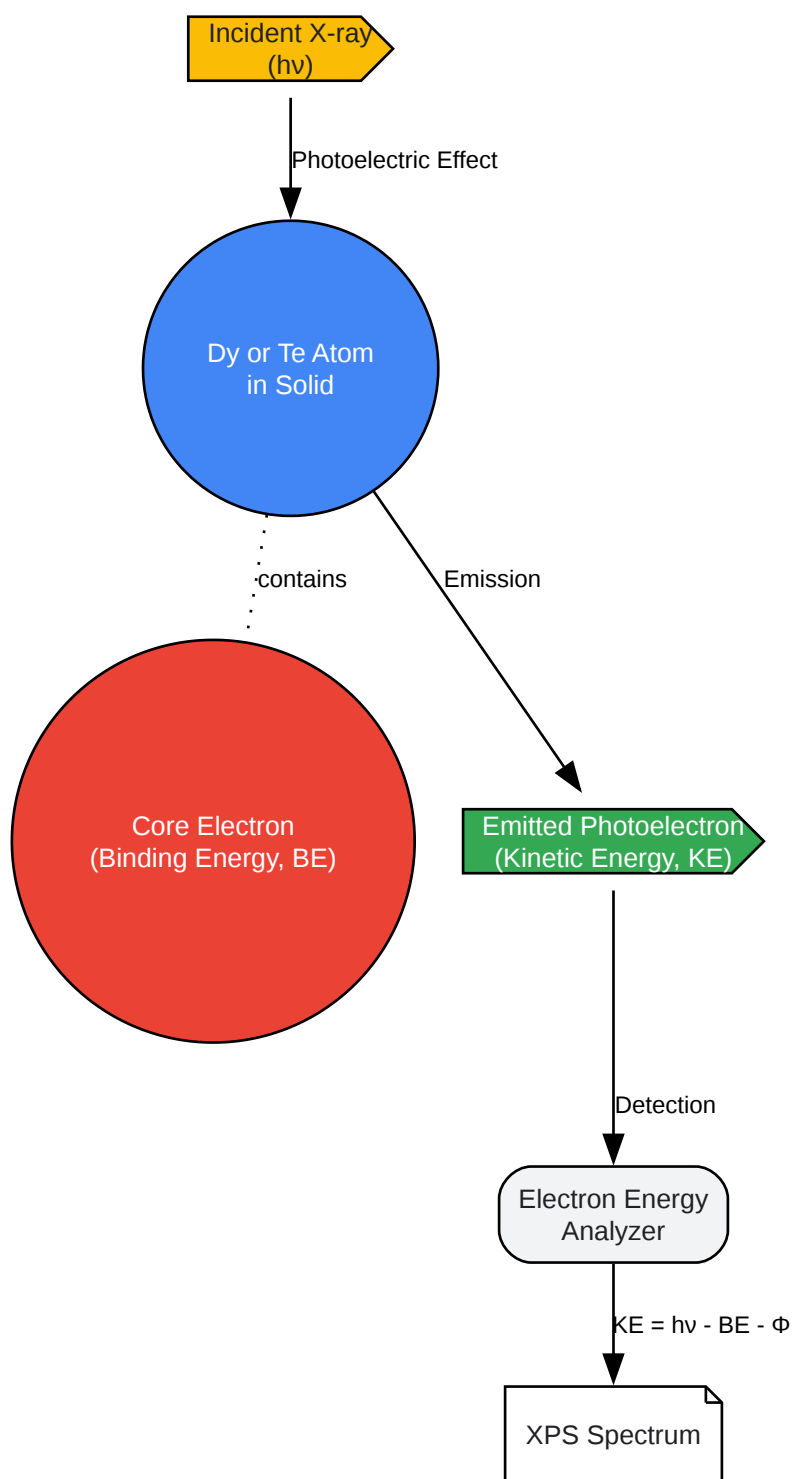 Incident X-ray
(hν)
Photoelectric Effect
Dy or Te Atom
in Solid
contains
Emission
Core Electron
(Binding Energy, BE)
Emitted Photoelectron
(Kinetic Energy, KE)
Detection
Electron Energy
Analyzer
KE = hν - BE - Φ
XPS Spectrum